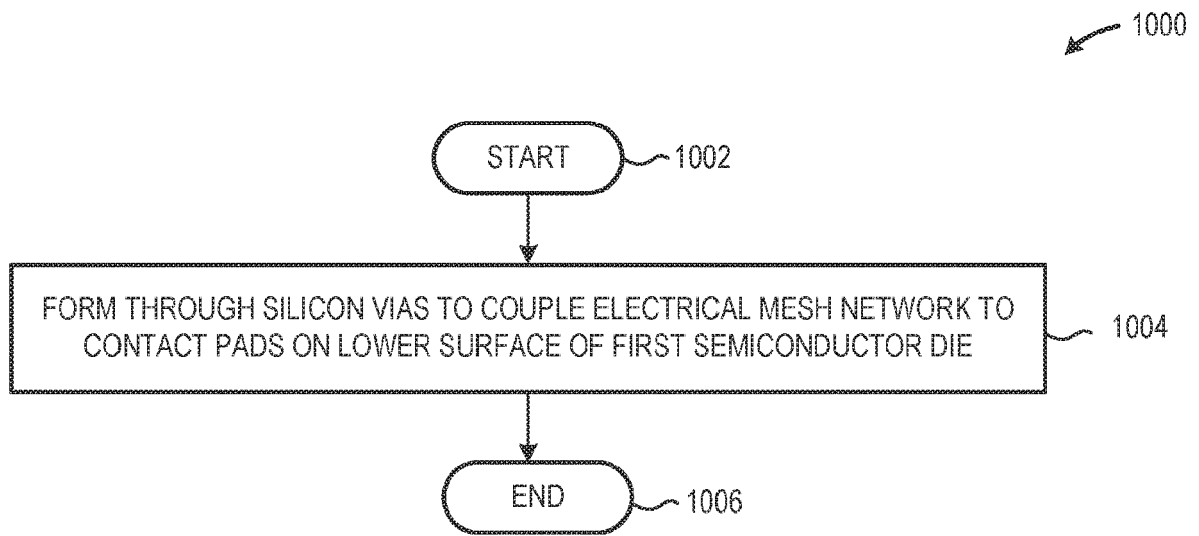 1000
START
1002
FORM THROUGH SILICON VIAS TO COUPLE ELECTRICAL MESH NETWORK TO
CONTACT PADS ON LOWER SURFACE OF FIRST SEMICONDUCTOR DIE
1004
END
1006